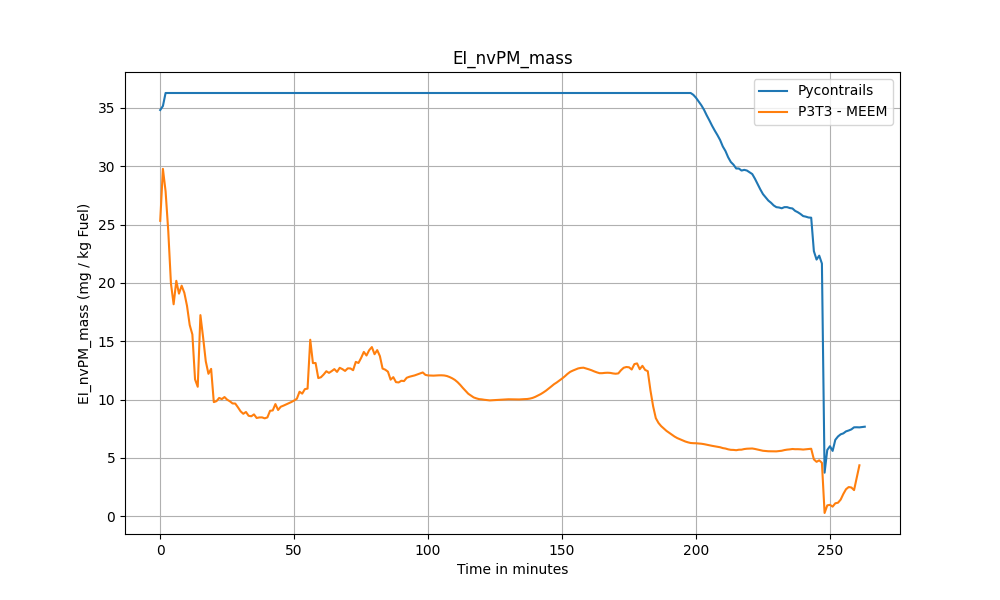 EI_nvPM_mass
Pycontrails
P3T3 - MEEM
EI_nvPM_mass (mg / kg Fuel)
35
30
25
20
15
10
5
0
0 50 100 150 200 250
Time in minutes